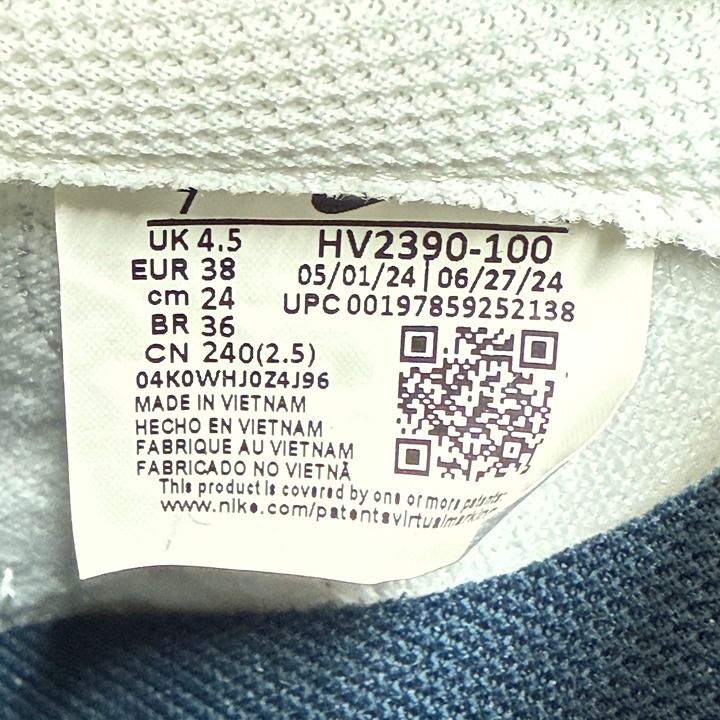 7
UK 4.5
EUR 38
cm 24
BR 36
CN 240(2.5)
04K0WHJ0Z4J96
MADE IN VIETNAM
HECHO EN VIETNAM
FABRIQUE AU VIETNAM
FABRICADO NO VIETNÃ
HV2390-100
05/01/24 | 06/27/24
UPC 00197859252138
This product is covered by one or more patents.
www.nike.com/patentsvirtualmarking